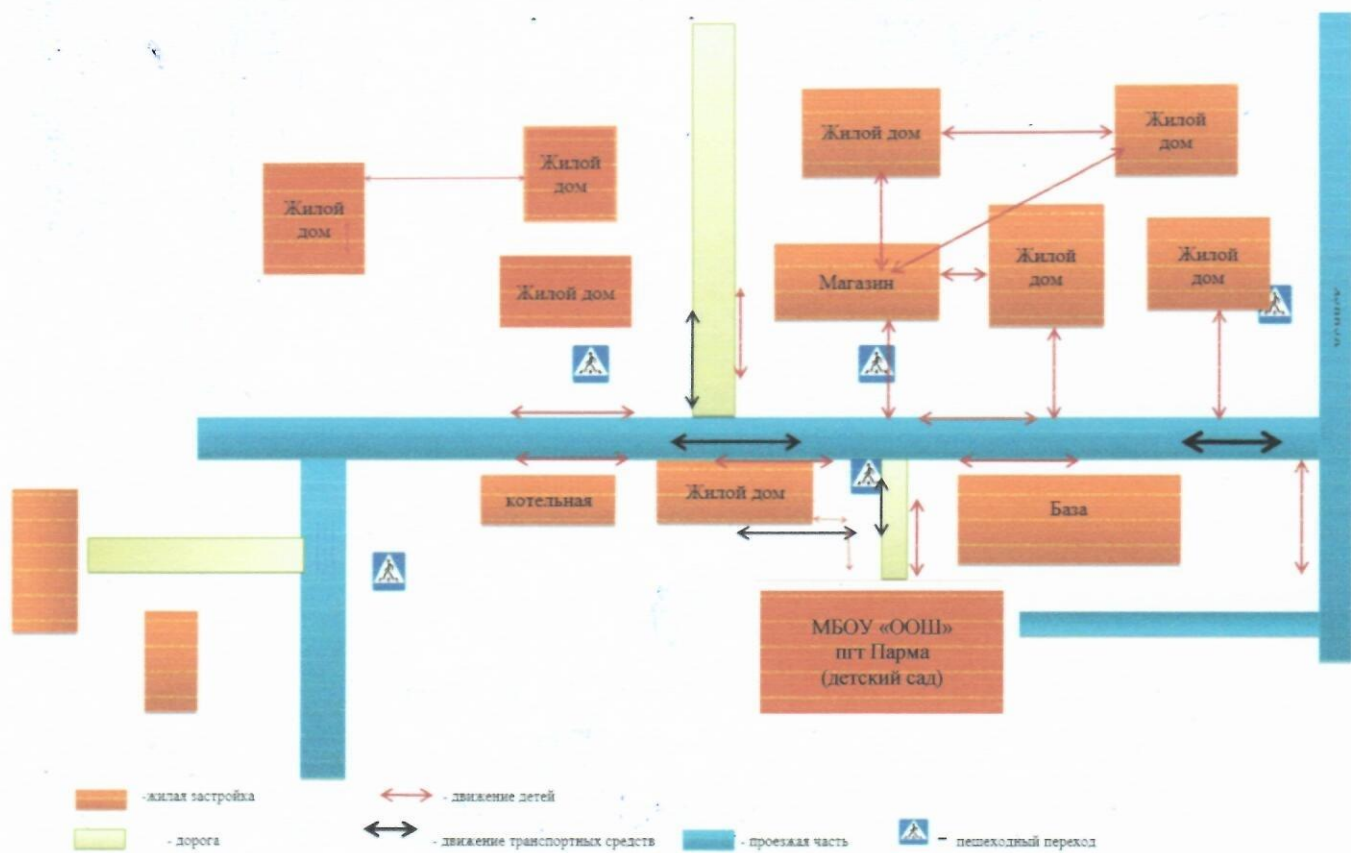 Жилой дом
Жилой
дом
Жилой
дом
Жилой
дом
Жилой дом
Магазин
Жилой
дом
Жилой
дом
котельная
Жилой дом
База
МБОУ «ООШ»
пгт Парма
(детский сад)
-жилая застройка
- движение детей
- дорога
- движение транспортных средств
- проезжая часть
– пешеходный переход